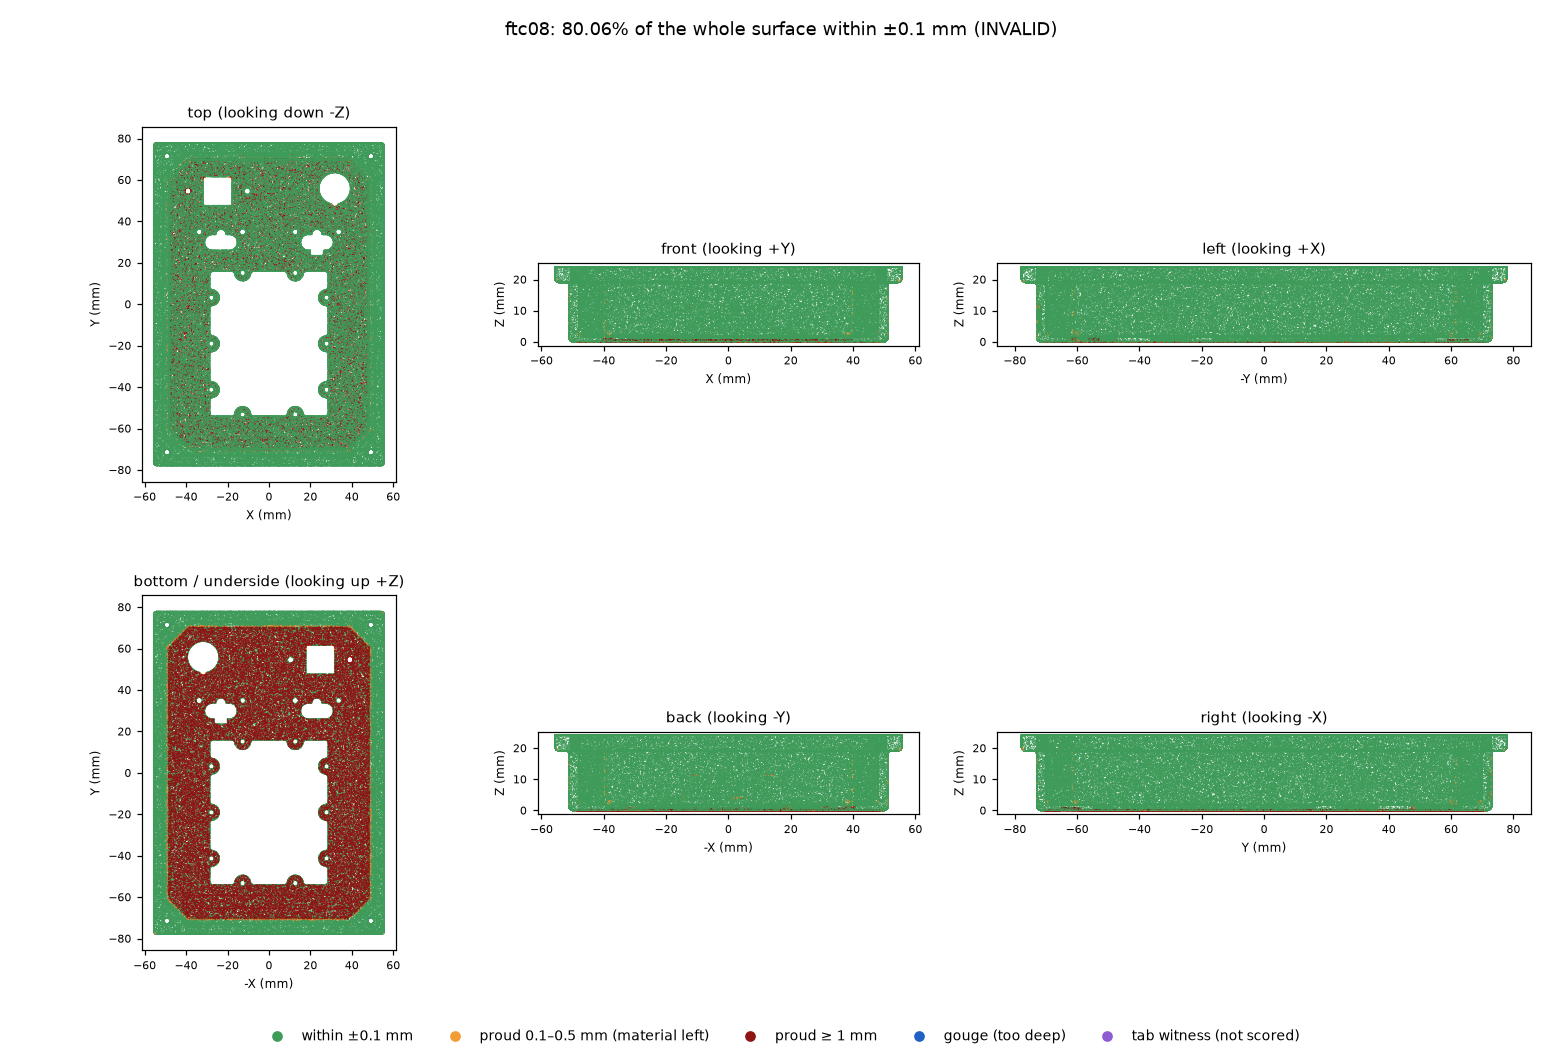 ftc08: 80.06% of the whole surface within ±0.1 mm (INVALID)
top (looking down -Z)
80
60
40
20
0
−20
−40
−60
−80
Y (mm)
−60 −40 −20 0 20 40 60
X (mm)
front (looking +Y)
20
10
0
Z (mm)
−60 −40 −20 0 20 40 60
X (mm)
left (looking +X)
20
10
0
Z (mm)
−80 −60 −40 −20 0 20 40 60 80
-Y (mm)
bottom / underside (looking up +Z)
80
60
40
20
0
−20
−40
−60
−80
Y (mm)
−60 −40 −20 0 20 40 60
-X (mm)
back (looking -Y)
20
10
0
Z (mm)
−60 −40 −20 0 20 40 60
-X (mm)
right (looking -X)
20
10
0
Z (mm)
−80 −60 −40 −20 0 20 40 60 80
Y (mm)
within ±0.1 mm
proud 0.1–0.5 mm (material left)
proud ≥ 1 mm
gouge (too deep)
tab witness (not scored)